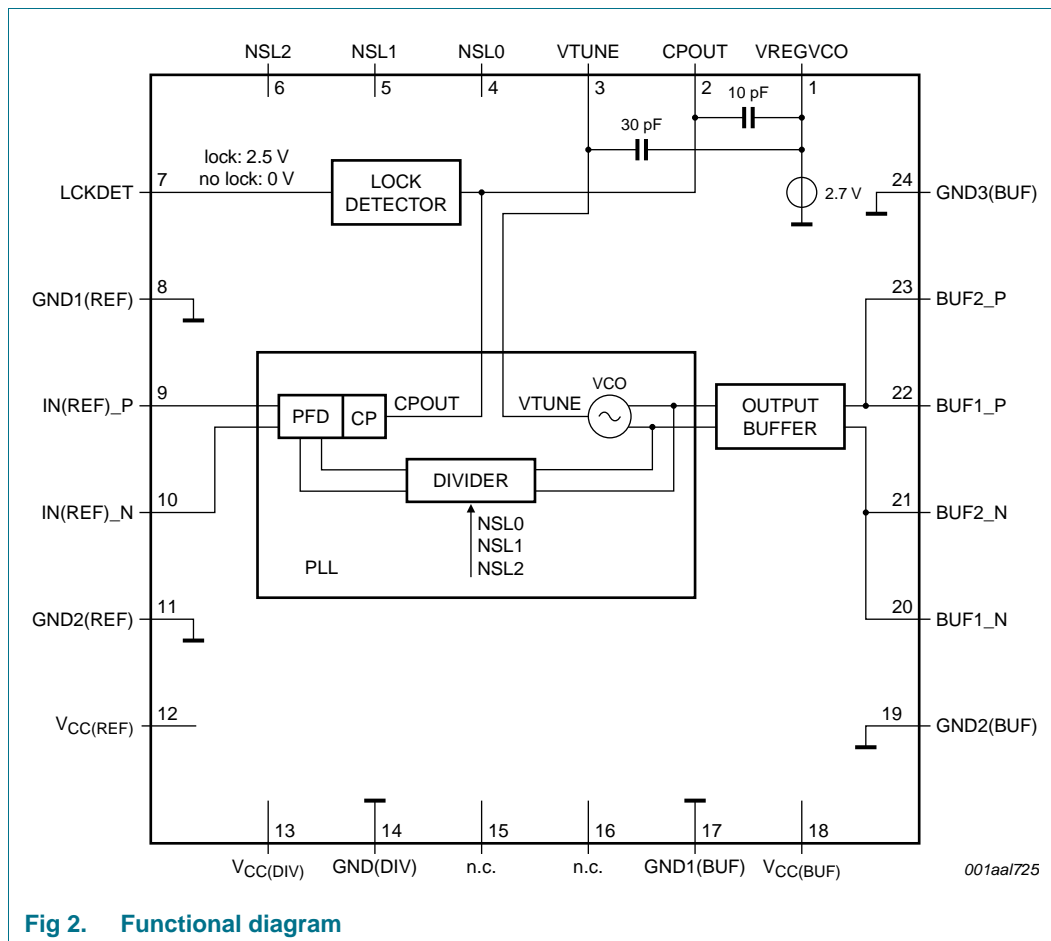 NSL2 NSL1 NSL0 VTUNE CPOUT VREGVCO
6 5 4 3 2 1
10 pF
30 pF
lock: 2.5 V
no lock: 0 V
LCKDET 7
LOCK
DETECTOR
2.7 V
24 GND3(BUF)
GND1(REF) 8
23 BUF2_P
IN(REF)_P 9
PFD CP CPOUT
VTUNE VCO
OUTPUT
BUFFER
22 BUF1_P
DIVIDER
IN(REF)_N 10
21 BUF2_N
NSL0
NSL1
NSL2
PLL
GND2(REF) 11
20 BUF1_N
VCC(REF) 12
19 GND2(BUF)
13 14 15 16 17 18
VCC(DIV) GND(DIV) n.c. n.c. GND1(BUF) VCC(BUF)
001aal725
Fig 2. Functional diagram